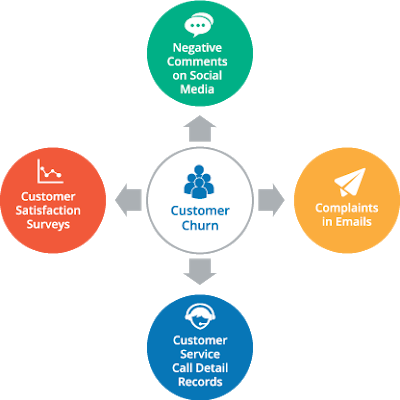 Negative
Comments
on Social
Media
Customer
Satisfaction
Surveys
Customer
Churn
Complaints
in Emails
Customer
Service
Call Detail
Records